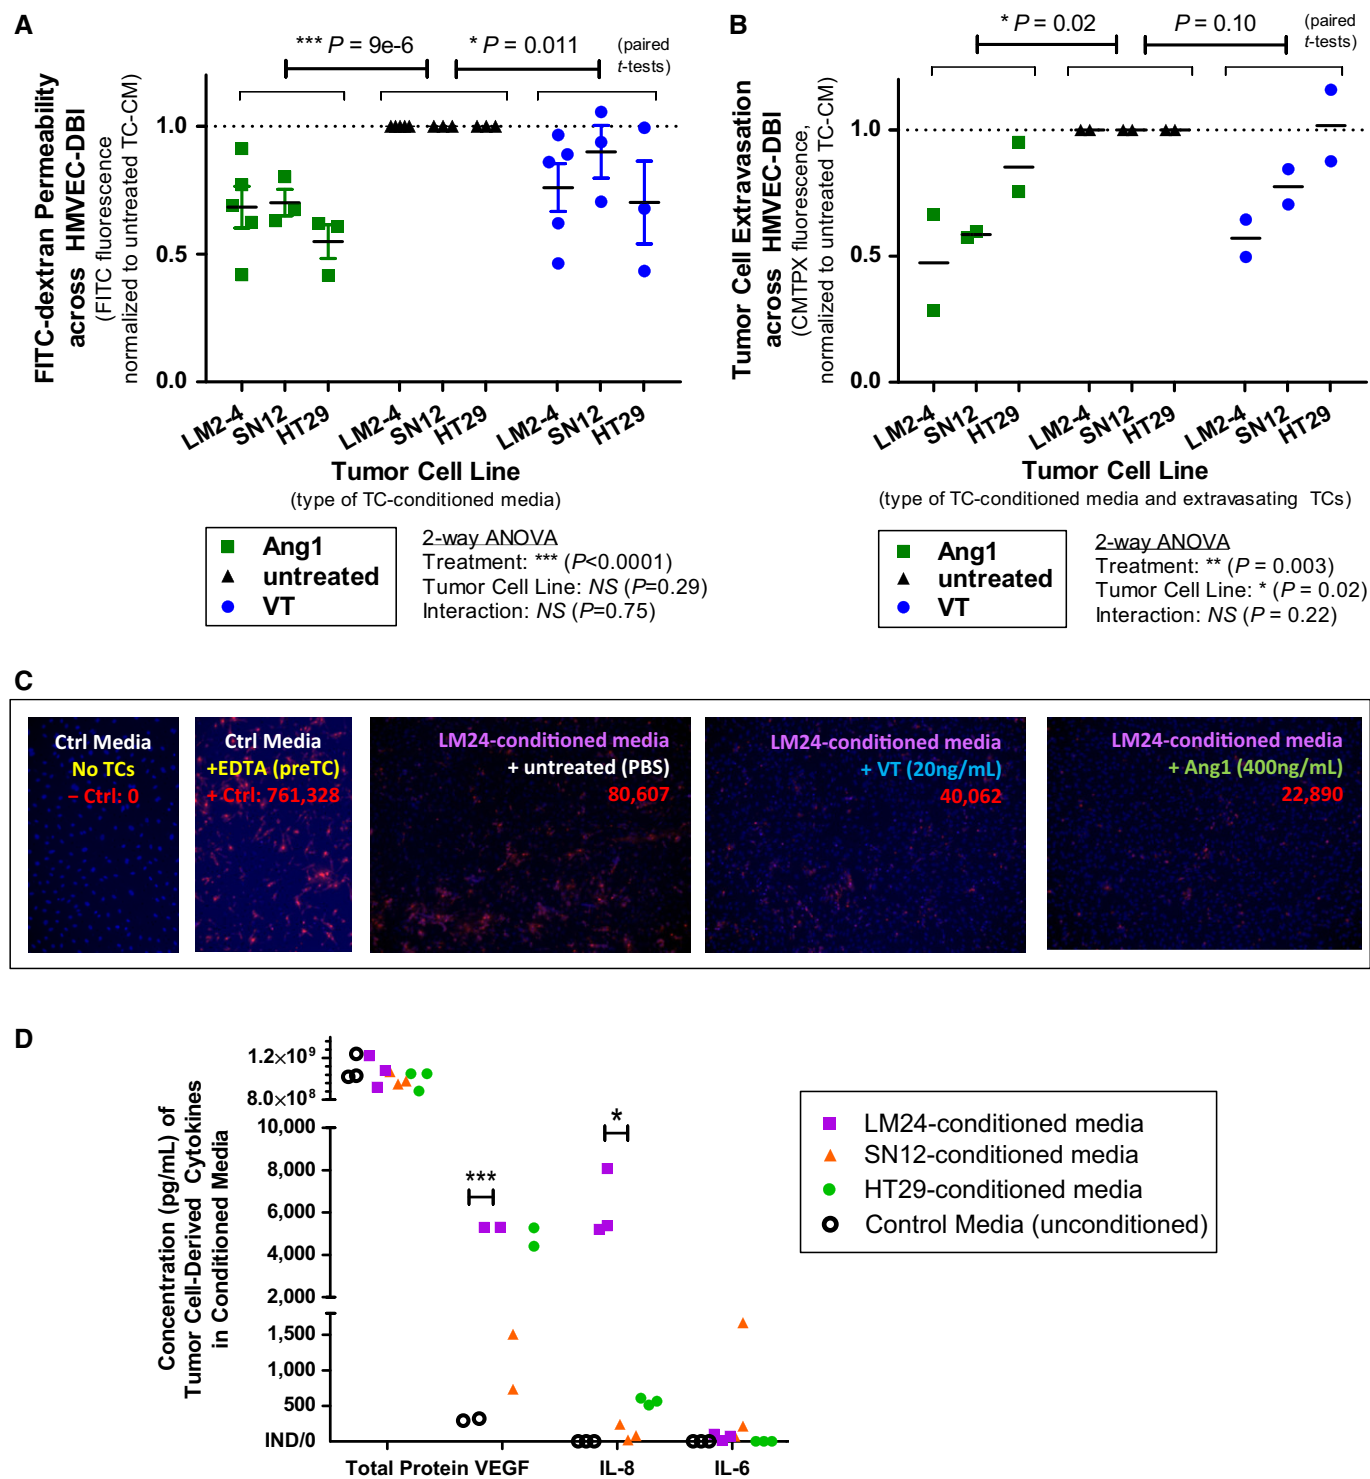 A
*** P = 9e-6
* P = 0.011
(paired
t-tests)
FITC-dextran Permeability
across HMVEC-DBI
(FITC fluorescence
normalized to untreated TC-CM)
1.0
0.5
0.0
LM2-4
SN12
HT29
LM2-4
SN12
HT29
LM2-4
SN12
HT29
Tumor Cell Line
(type of TC-conditioned media)
Ang1
untreated
VT
2-way ANOVA
Treatment: *** (P<0.0001)
Tumor Cell Line: NS (P=0.29)
Interaction: NS (P=0.75)
B
* P = 0.02
P = 0.10
(paired
t-tests)
Tumor Cell Extravasation
across HMVEC-DBI
(CMTPX fluorescence,
normalized to untreated TC-CM)
1.0
0.5
0.0
LM2-4
SN12
HT29
LM2-4
SN12
HT29
LM2-4
SN12
HT29
Tumor Cell Line
(type of TC-conditioned media and extravasating TCs)
Ang1
untreated
VT
2-way ANOVA
Treatment: ** (P = 0.003)
Tumor Cell Line: * (P = 0.02)
Interaction: NS (P = 0.22)
C
Ctrl Media
No TCs
– Ctrl: 0
Ctrl Media
+EDTA (preTC)
+ Ctrl: 761,328
LM24-conditioned media
+ untreated (PBS)
80,607
LM24-conditioned media
+ VT (20ng/mL)
40,062
LM24-conditioned media
+ Ang1 (400ng/mL)
22,890
D
Concentration (pg/mL) of
Tumor Cell-Derived Cytokines
in Conditioned Media
1.2×10⁹
8.0×10⁸
10,000
8,000
6,000
4,000
2,000
1,500
1,000
500
IND/0
***
*
Total Protein VEGF IL-8 IL-6
LM24-conditioned media
SN12-conditioned media
HT29-conditioned media
Control Media (unconditioned)